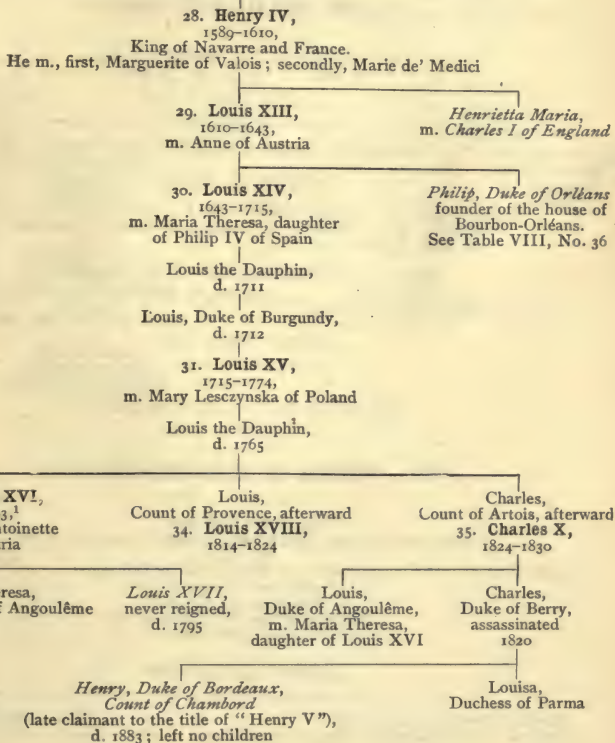 28. Henry IV,
1589–1610,
King of Navarre and France.
He m., first, Marguerite of Valois ; secondly, Marie de' Medici
29. Louis XIII,
1610–1643,
m. Anne of Austria
Henrietta Maria,
m. Charles I of England
30. Louis XIV,
1643–1715,
m. Maria Theresa, daughter
of Philip IV of Spain
Philip, Duke of Orléans
founder of the house of
Bourbon-Orléans.
See Table VIII, No. 36
Louis the Dauphin,
d. 1711
Louis, Duke of Burgundy,
d. 1712
31. Louis XV,
1715–1774,
m. Mary Lesczynska of Poland
Louis the Dauphin,
d. 1765
XVI,
3,¹
toinette
ria
Louis,
Count of Provence, afterward
34. Louis XVIII,
1814–1824
Charles,
Count of Artois, afterward
35. Charles X,
1824–1830
resa,
f Angoulême
Louis XVII,
never reigned,
d. 1795
Louis,
Duke of Angoulême,
m. Maria Theresa,
daughter of Louis XVI
Charles,
Duke of Berry,
assassinated
1820
Henry, Duke of Bordeaux,
Count of Chambord
(late claimant to the title of “ Henry V ”),
d. 1883 ; left no children
Louisa,
Duchess of Parma